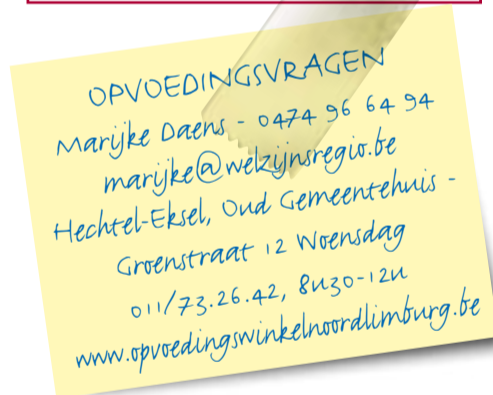 OPVOEDINGSVRAGEN
Marijke Daens - 0474 96 64 94
marijke@welzijnsregio.be
Hechtel-Eksel, Oud Gemeentehuis -
Groenstraat 12 Woensdag
011/73.26.42, 8u30-12u
www.opvoedingswinkelnoordlimburg.be